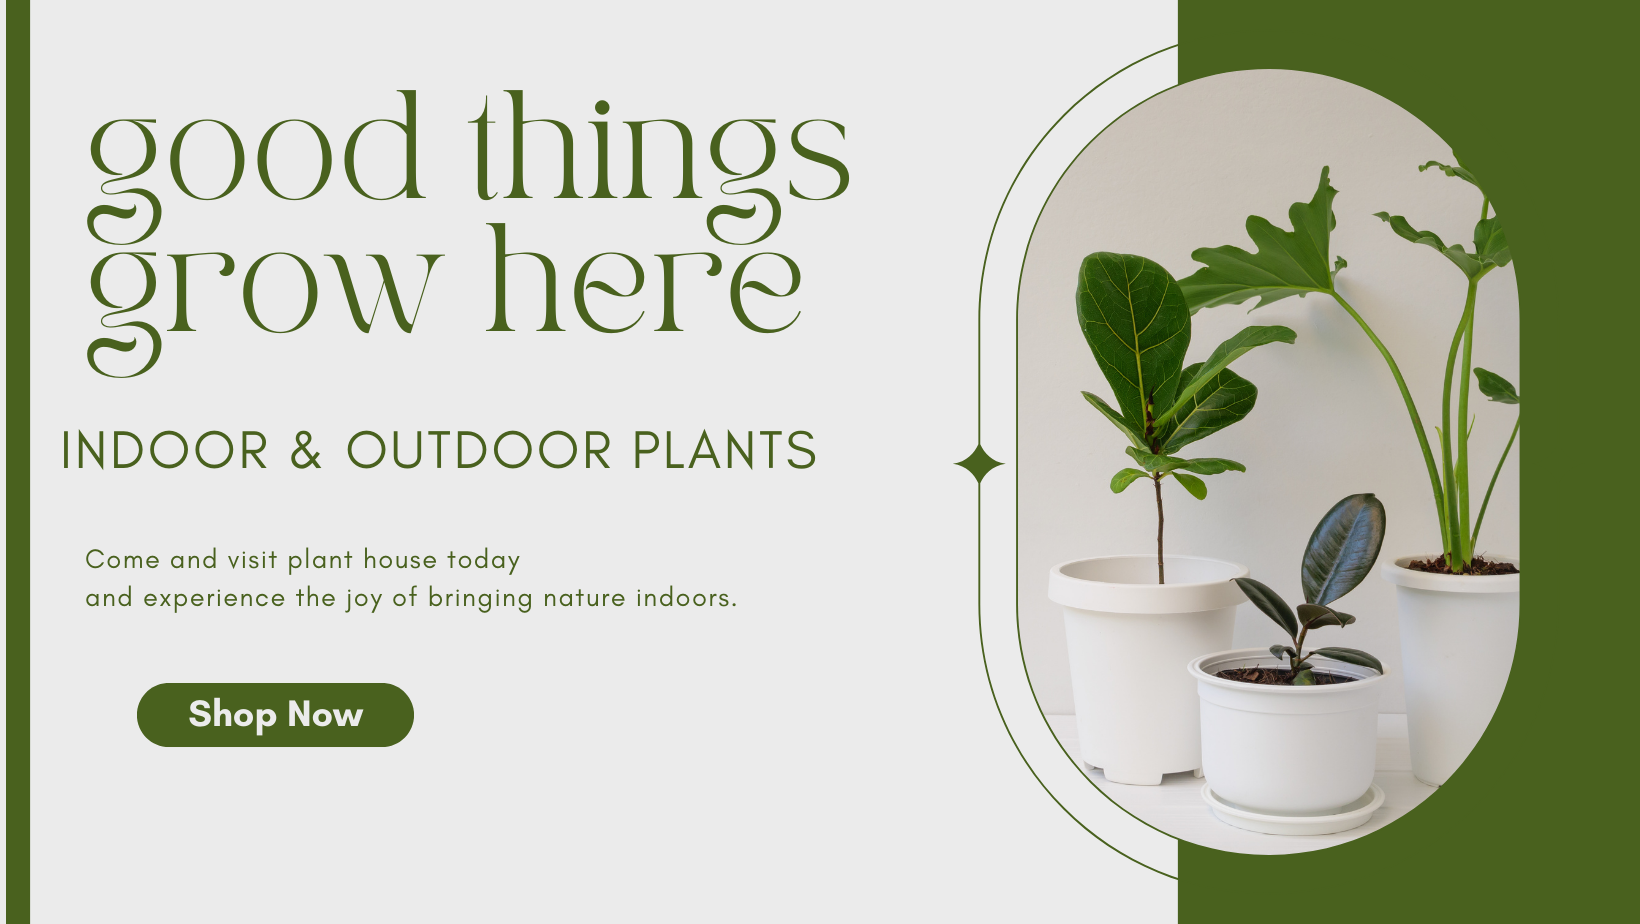 good things
grow here
INDOOR & OUTDOOR PLANTS
Come and visit plant house today
and experience the joy of bringing nature indoors.
Shop Now